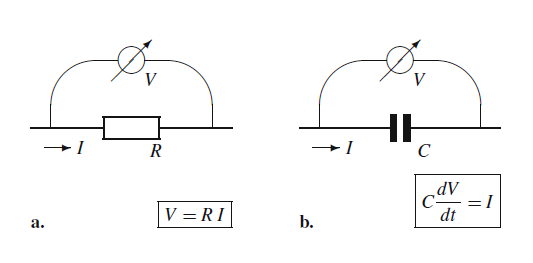 V
I
R
V = R I
a.
V
I
C
C dV/dt = I
b.